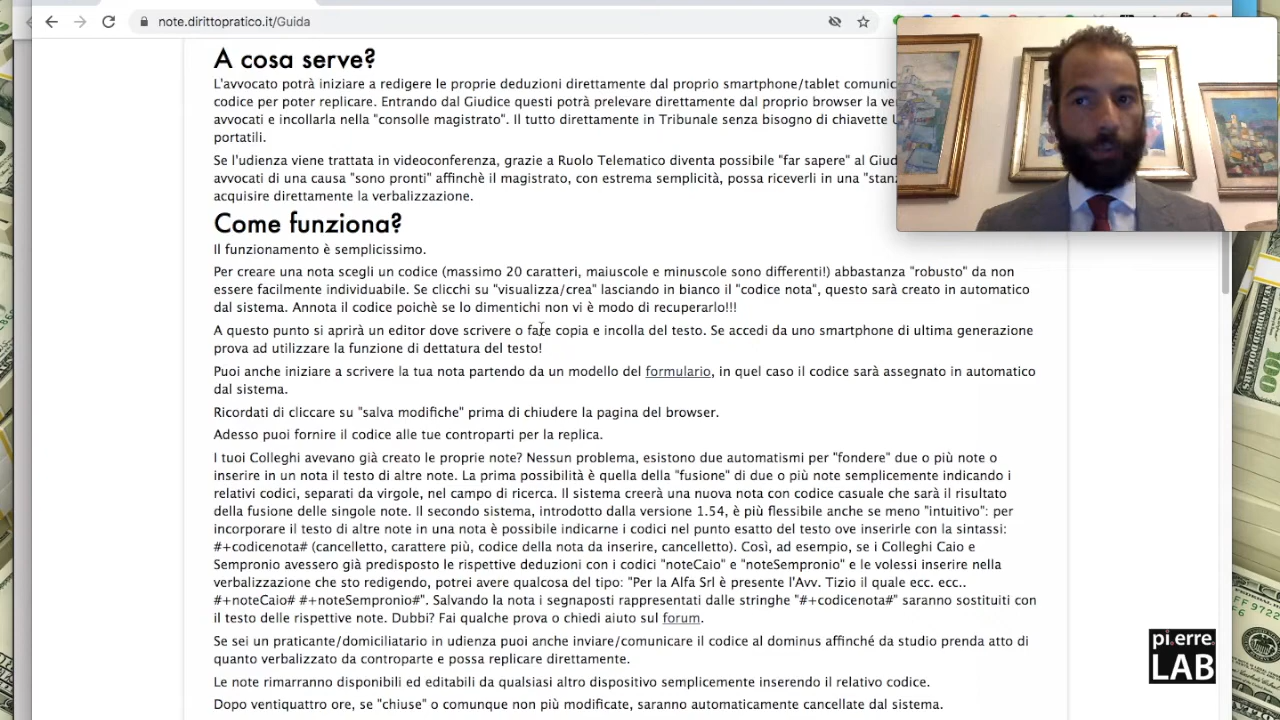 note.dirittopratico.it/Guida
A cosa serve?
L'avvocato potrà iniziare a redigere le proprie deduzioni direttamente dal proprio smartphone/tablet
codice per poter replicare. Entrando dal Giudice questi potrà prelevare direttamente dal proprio browser la
avvocati e incollarla nella "consolle magistrato". Il tutto direttamente in Tribunale senza bisogno di chiavette
portatili.
Se l'udienza viene trattata in videoconferenza, grazie a Ruolo Telematico diventa possibile "far sapere" al
avvocati di una causa "sono pronti" affinchè il magistrato, con estrema semplicità, possa riceverli in una
acquisire direttamente la verbalizzazione.
Come funziona?
Il funzionamento è semplicissimo.
Per creare una nota scegli un codice (massimo 20 caratteri, maiuscole e minuscole sono differenti!) abbastanza "robusto" da non
essere facilmente individuabile. Se clicchi su "visualizza/crea" lasciando in bianco il "codice nota", questo sarà creato in automatico
dal sistema. Annota il codice poichè se lo dimentichi non vi è modo di recuperarlo!!!
A questo punto si aprirà un editor dove scrivere o fare copia e incolla del testo. Se accedi da uno smartphone di ultima generazione
prova ad utilizzare la funzione di dettatura del testo!
Puoi anche iniziare a scrivere la tua nota partendo da un modello del formulario, in quel caso il codice sarà assegnato in automatico
dal sistema.
Ricordati di cliccare su "salva modifiche" prima di chiudere la pagina del browser.
Adesso puoi fornire il codice alle tue controparti per la replica.
I tuoi Colleghi avevano già creato le proprie note? Nessun problema, esistono due automatismi per "fondere" due o più note o
inserire in un nota il testo di altre note. La prima possibilità è quella della "fusione" di due o più note semplicemente indicando i
relativi codici, separati da virgole, nel campo di ricerca. Il sistema creerà una nuova nota con codice casuale che sarà il risultato
della fusione delle singole note. Il secondo sistema, introdotto dalla versione 1.54, è più flessibile anche se meno "intuitivo": per
incorporare il testo di altre note in una nota è possibile indicarne i codici nel punto esatto del testo ove inserirle con la sintassi:
#+codicenota# (cancelletto, carattere più, codice della nota da inserire, cancelletto). Così, ad esempio, se i Colleghi Caio e
Sempronio avessero già predisposto le rispettive deduzioni con i codici "noteCaio" e "noteSempronio" e le volessi inserire nella
verbalizzazione che sto redigendo, potrei avere qualcosa del tipo: "Per la Alfa Srl è presente l'Avv. Tizio il quale ecc. ecc..
#+noteCaio# #+noteSempronio#". Salvando la nota i segnaposti rappresentati dalle stringhe "#+codicenota#" saranno sostituiti con
il testo delle rispettive note. Dubbi? Fai qualche prova o chiedi aiuto sul forum.
Se sei un praticante/domiciliatario in udienza puoi anche inviare/comunicare il codice al dominus affinché da studio prenda atto di
quanto verbalizzato da controparte e possa replicare direttamente.
Le note rimarranno disponibili ed editabili da qualsiasi altro dispositivo semplicemente inserendo il relativo codice.
Dopo ventiquattro ore, se "chiuse" o comunque non più modificate, saranno automaticamente cancellate dal sistema.
pi.erre.
LAB